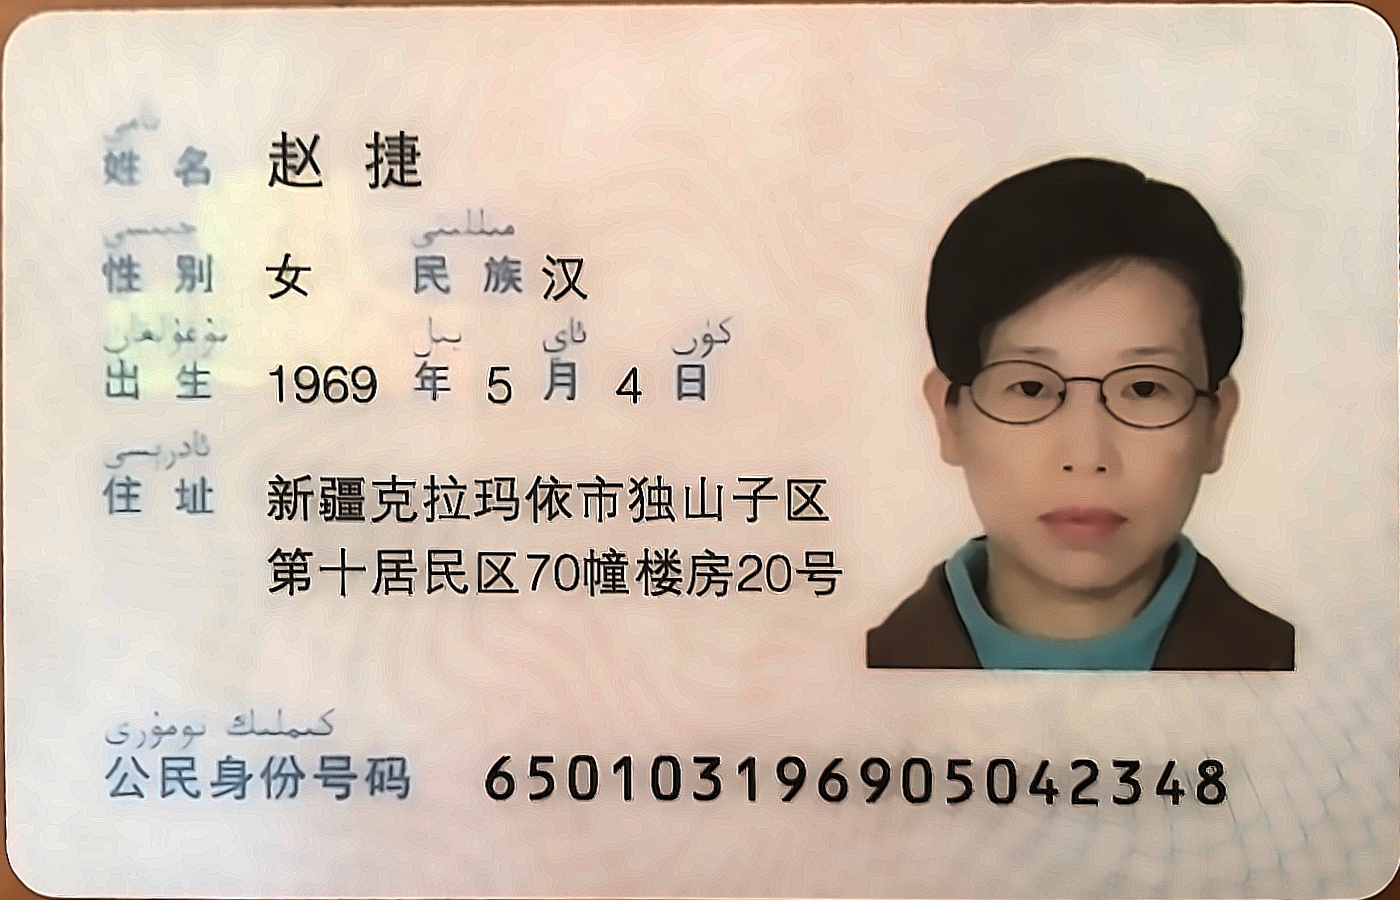 نامى
姓 名 赵 捷
جىنسى مىللىتى
性 别 女 民 族 汉
تۇغۇلغان يىل ئاي كۈن
出 生 1969 年 5 月 4 日
ئادرېسى
住 址 新疆克拉玛依市独山子区
第十居民区70幢楼房20号
كىملىك نومۇرى
公民身份号码 650103196905042348